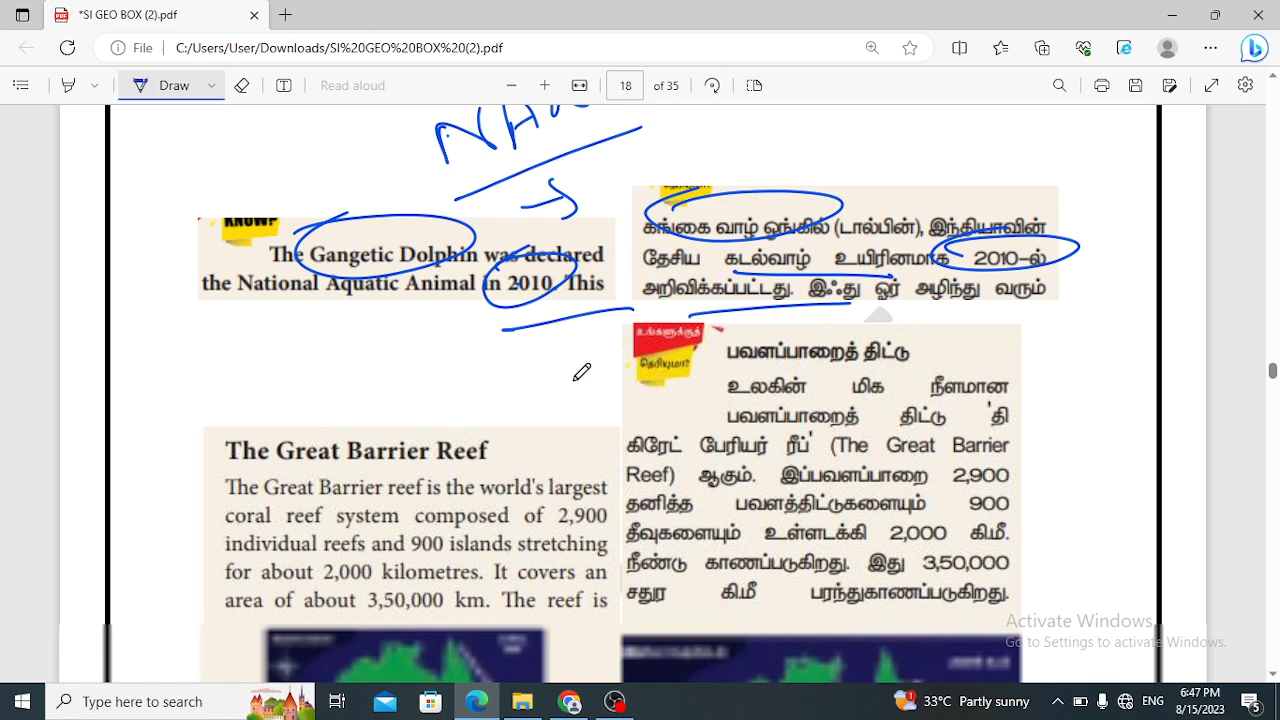 *SI GEO BOX (2).pdf
File
C:/Users/User/Downloads/SI%20GEO%20BOX%20(2).pdf
Draw
Read aloud
18 of 35
KNOW?
The Gangetic Dolphin was declared
the National Aquatic Animal in 2010. This
கங்கை வாழ் ஓங்கில் (டால்பின்), இந்தியாவின்
தேசிய கடல்வாழ் உயிரினமாக 2010-ல்
அறிவிக்கப்பட்டது. இஃது ஓர் அழிந்து வரும்
உங்களுக்குத்
தெரியுமா?
பவளப்பாறைத் திட்டு
உலகின் மிக நீளமான
பவளப்பாறைத் திட்டு 'தி
கிரேட் பேரியர் ரீப்' (The Great Barrier
Reef) ஆகும். இப்பவளப்பாறை 2,900
தனித்த பவளத்திட்டுகளையும் 900
தீவுகளையும் உள்ளடக்கி 2,000 கி.மீ.
நீண்டு காணப்படுகிறது. இது 3,50,000
சதுர கி.மீ பரந்துகாணப்படுகிறது.
The Great Barrier Reef
The Great Barrier reef is the world's largest
coral reef system composed of 2,900
individual reefs and 900 islands stretching
for about 2,000 kilometres. It covers an
area of about 3,50,000 km. The reef is
Activate Windows
Go to Settings to activate Windows.
Type here to search
33°C Partly sunny
ENG
6:47 PM
8/15/2023